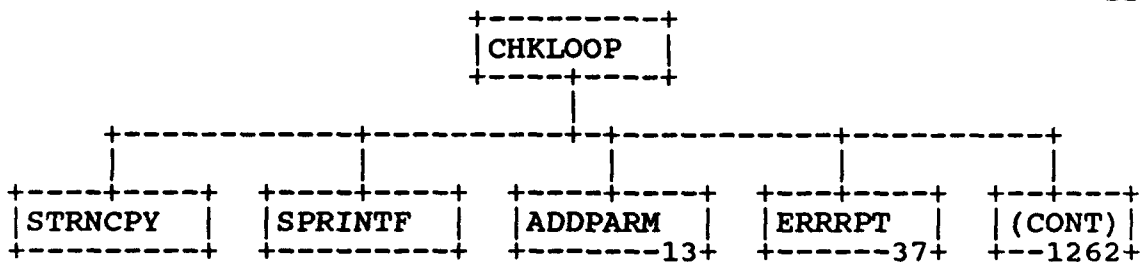 CHKLOOP
STRNCPY SPRINTF ADDPARM ERRRPT (CONT)
13 37 1262